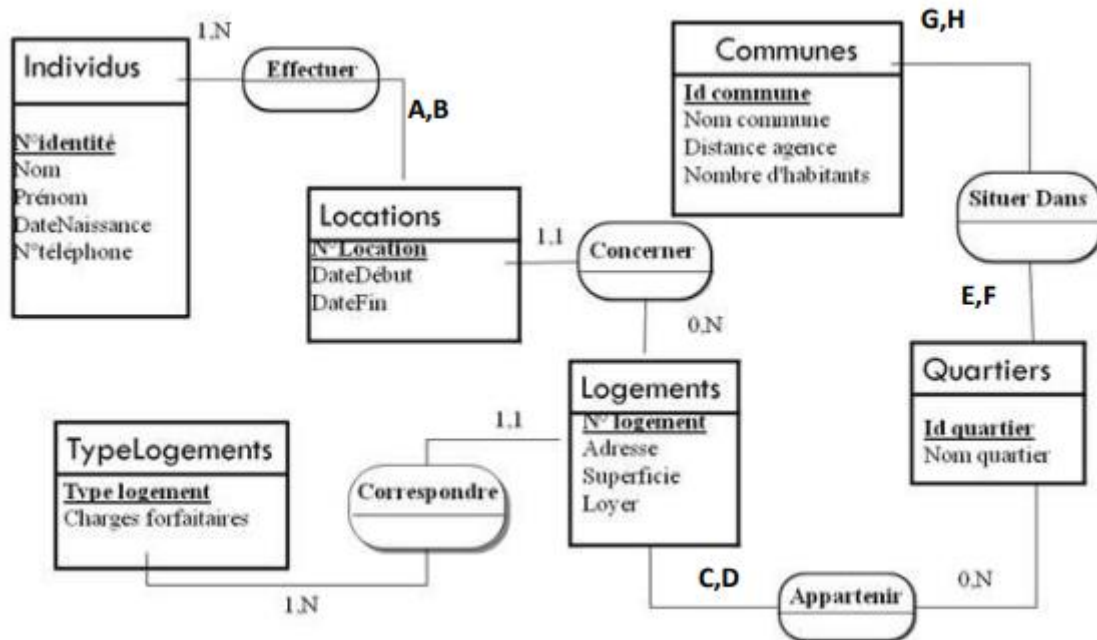 1,N
Individus
N°identité
Nom
Prénom
DateNaissance
N°téléphone
Effectuer
A,B
Locations
N°Location
DateDébut
DateFin
1,1
Concerner
0,N
G,H
Communes
Id commune
Nom commune
Distance agence
Nombre d'habitants
Situer Dans
E,F
Quartiers
Id quartier
Nom quartier
Logements
N° logement
Adresse
Superficie
Loyer
1,1
TypeLogements
Type logement
Charges forfaitaires
Correspondre
1,N
C,D
Appartenir
0,N